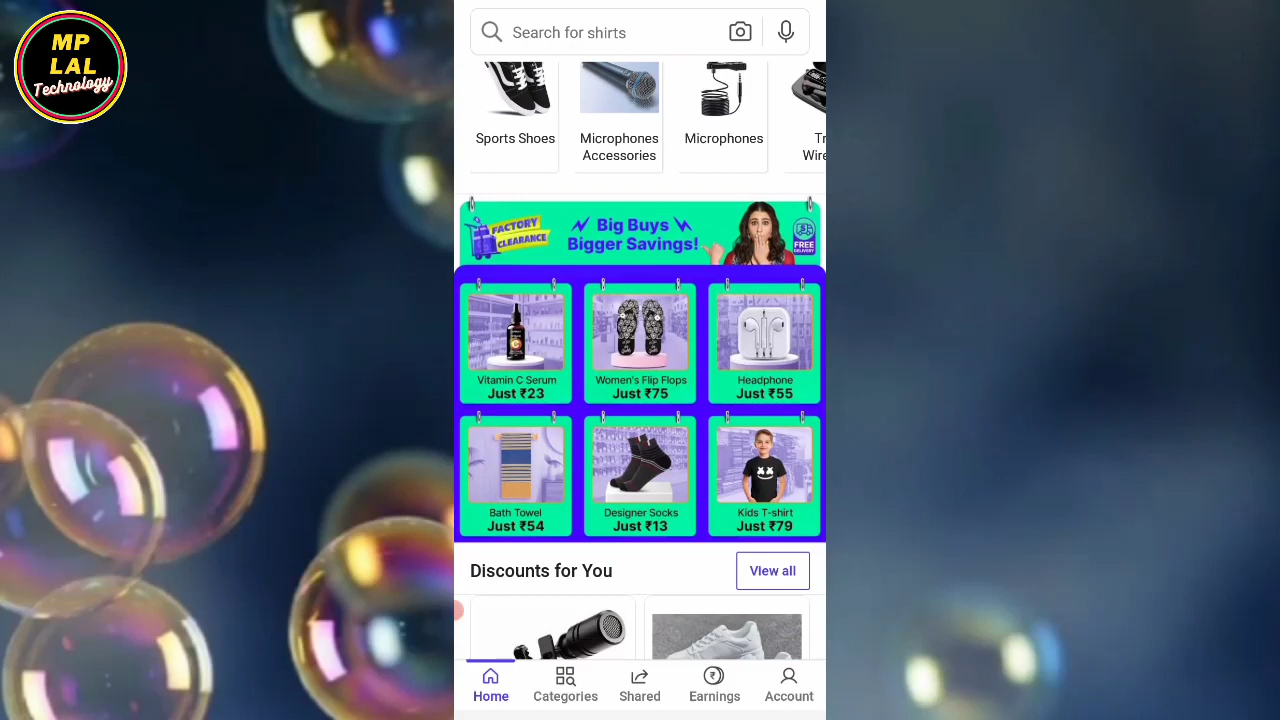 MP
LAL
Technology
Search for shirts
Sports Shoes
Microphones
Accessories
Microphones
FACTORY
CLEARANCE
Big Buys
Bigger Savings!
FREE
DELIVERY
Vitamin C Serum
Just ₹23
Women's Flip Flops
Just ₹75
Headphone
Just ₹55
Bath Towel
Just ₹54
Designer Socks
Just ₹13
Kids T-shirt
Just ₹79
Discounts for You
View all
Home
Categories
Shared
Earnings
Account